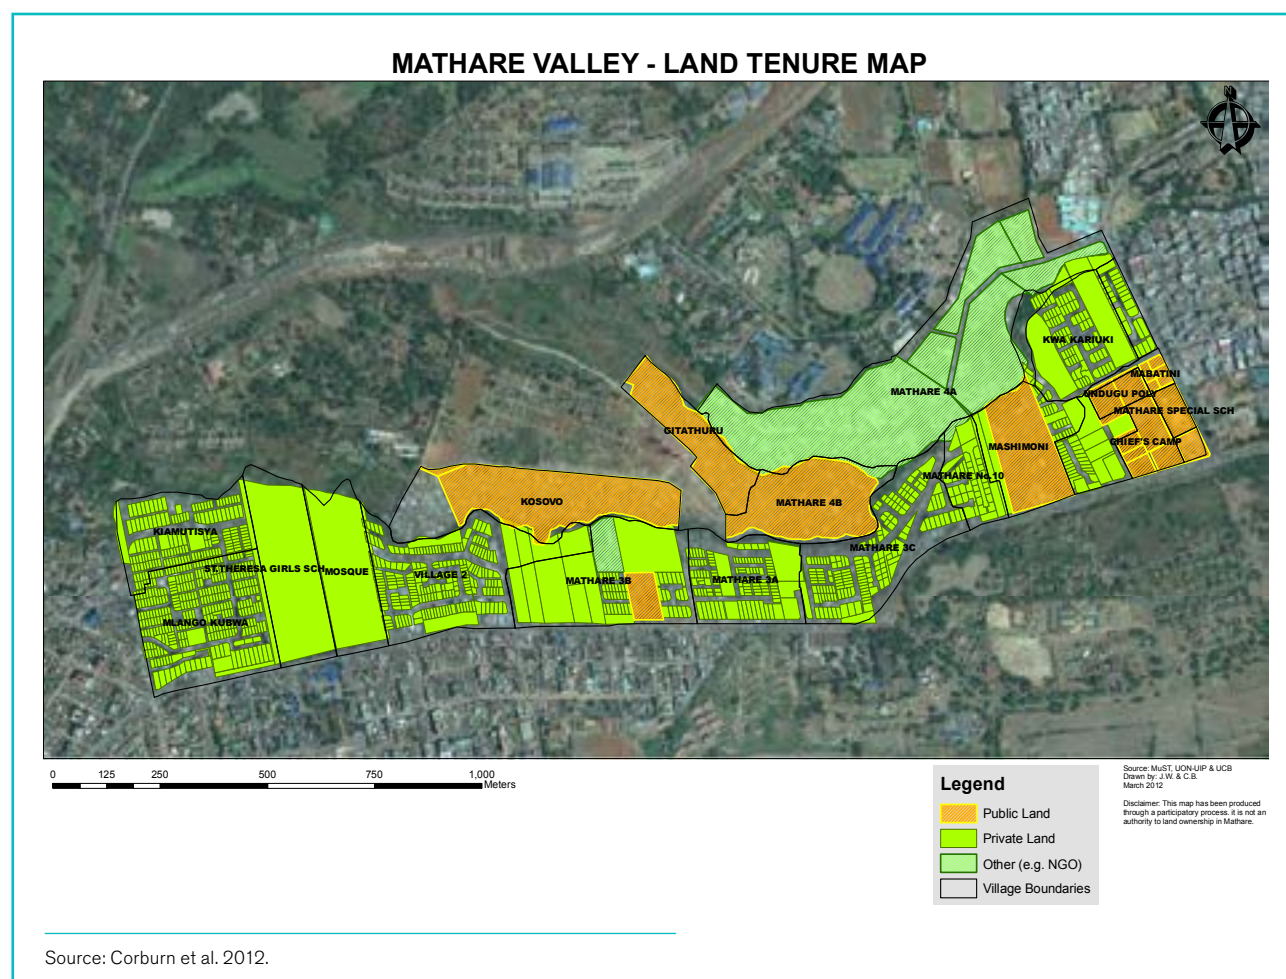 MATHARE VALLEY - LAND TENURE MAP
N
KWA KARIUKI
MABATINI
UNDUGU POLY
MATHARE 4A
MATHARE SPECIAL SCH
GITATHURU
CHIEF'S CAMP
MASHIMONI
MATHARE No.10
KOSOVO
MATHARE 4B
KIAMUTISYA
MATHARE 3C
ST.THERESA GIRLS SCH
MOSQUE
VILLAGE 2
MATHARE 3B
MATHARE 3A
MLANGO KUBWA
0 125 250 500 750 1,000
Meters
Legend
Public Land
Private Land
Other (e.g. NGO)
Village Boundaries
Source: MuST, UON-UIP & UCB
Drawn by: J.W. & C.B.
March 2012
Disclaimer: This map has been produced
through a participatory process. it is not an
authority to land ownership in Mathare.
Source: Corburn et al. 2012.